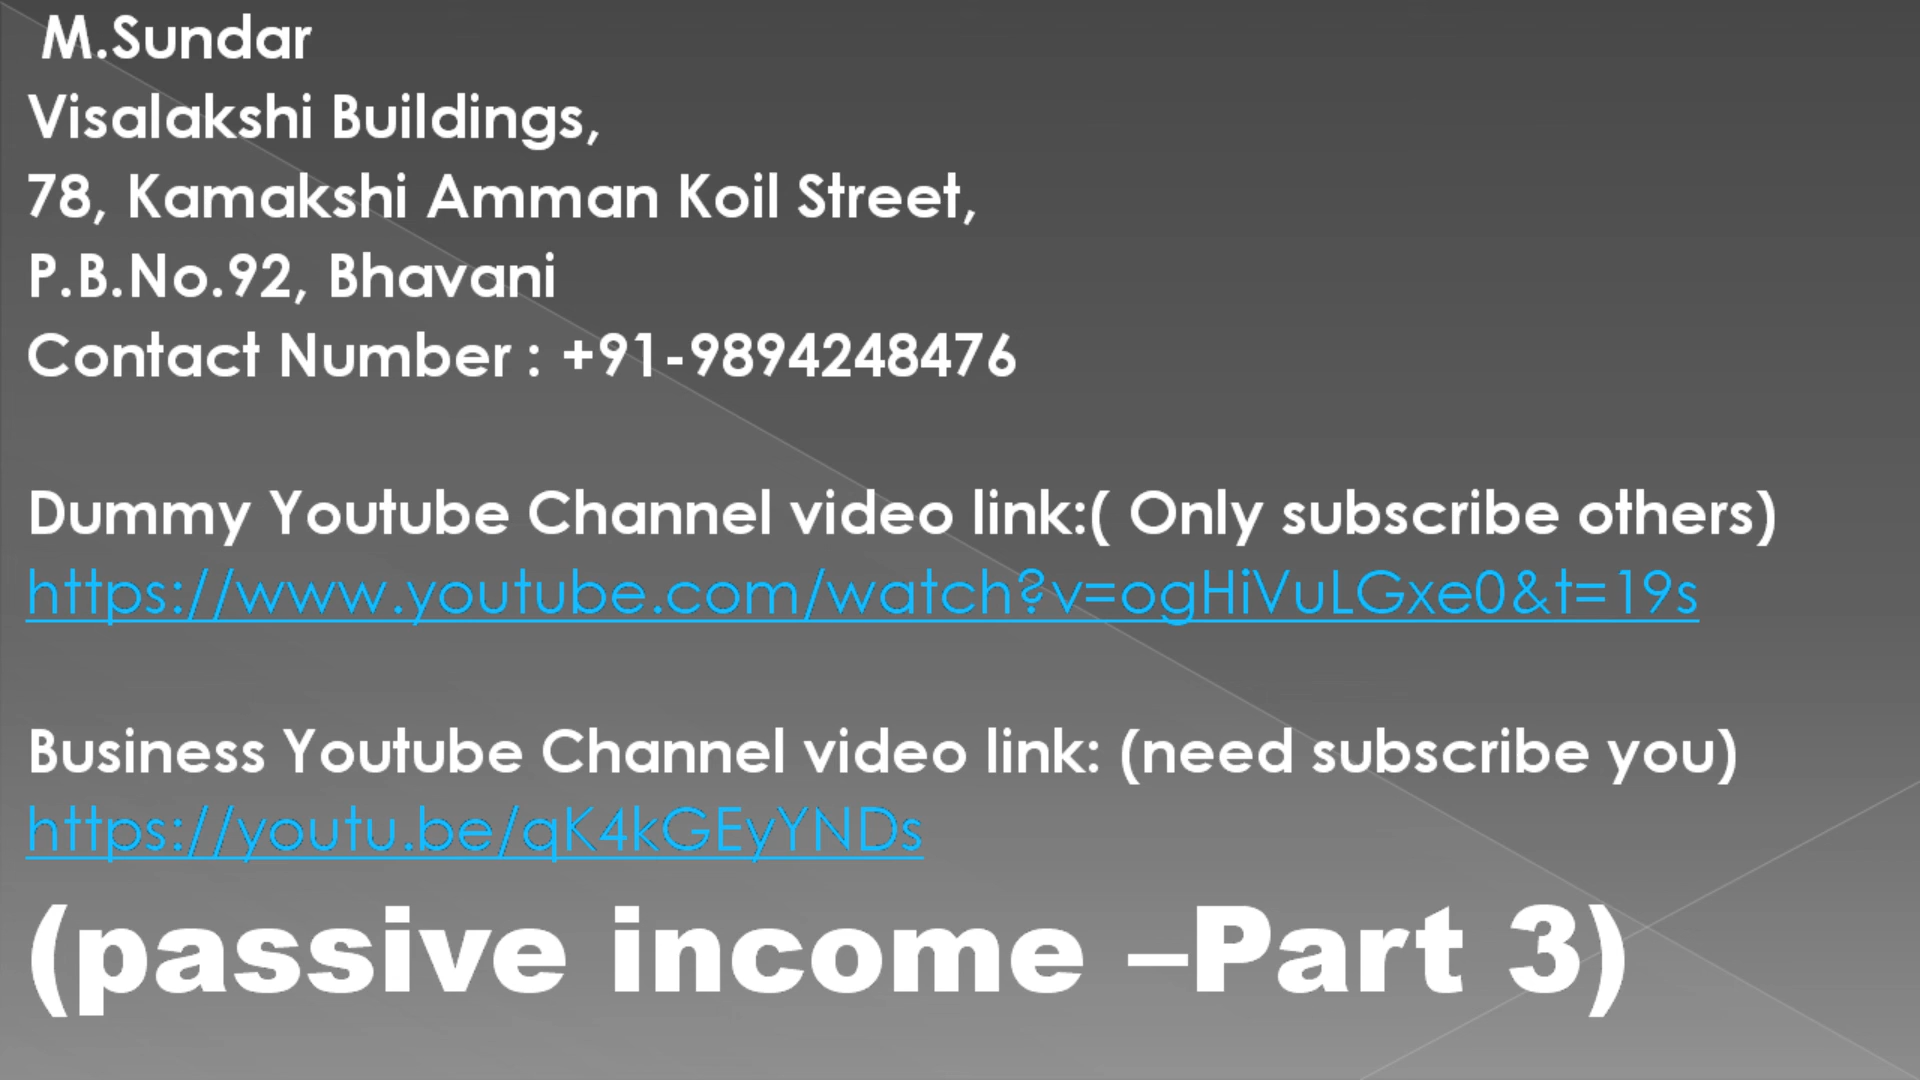 M.Sundar
Visalakshi Buildings,
78, Kamakshi Amman Koil Street,
P.B.No.92, Bhavani
Contact Number : +91-9894248476
Dummy Youtube Channel video link:( Only subscribe others)
https://www.youtube.com/watch?v=ogHiVuLGxe0&t=19s
Business Youtube Channel video link: (need subscribe you)
https://youtu.be/qK4kGEyYNDs
(passive income –Part 3)